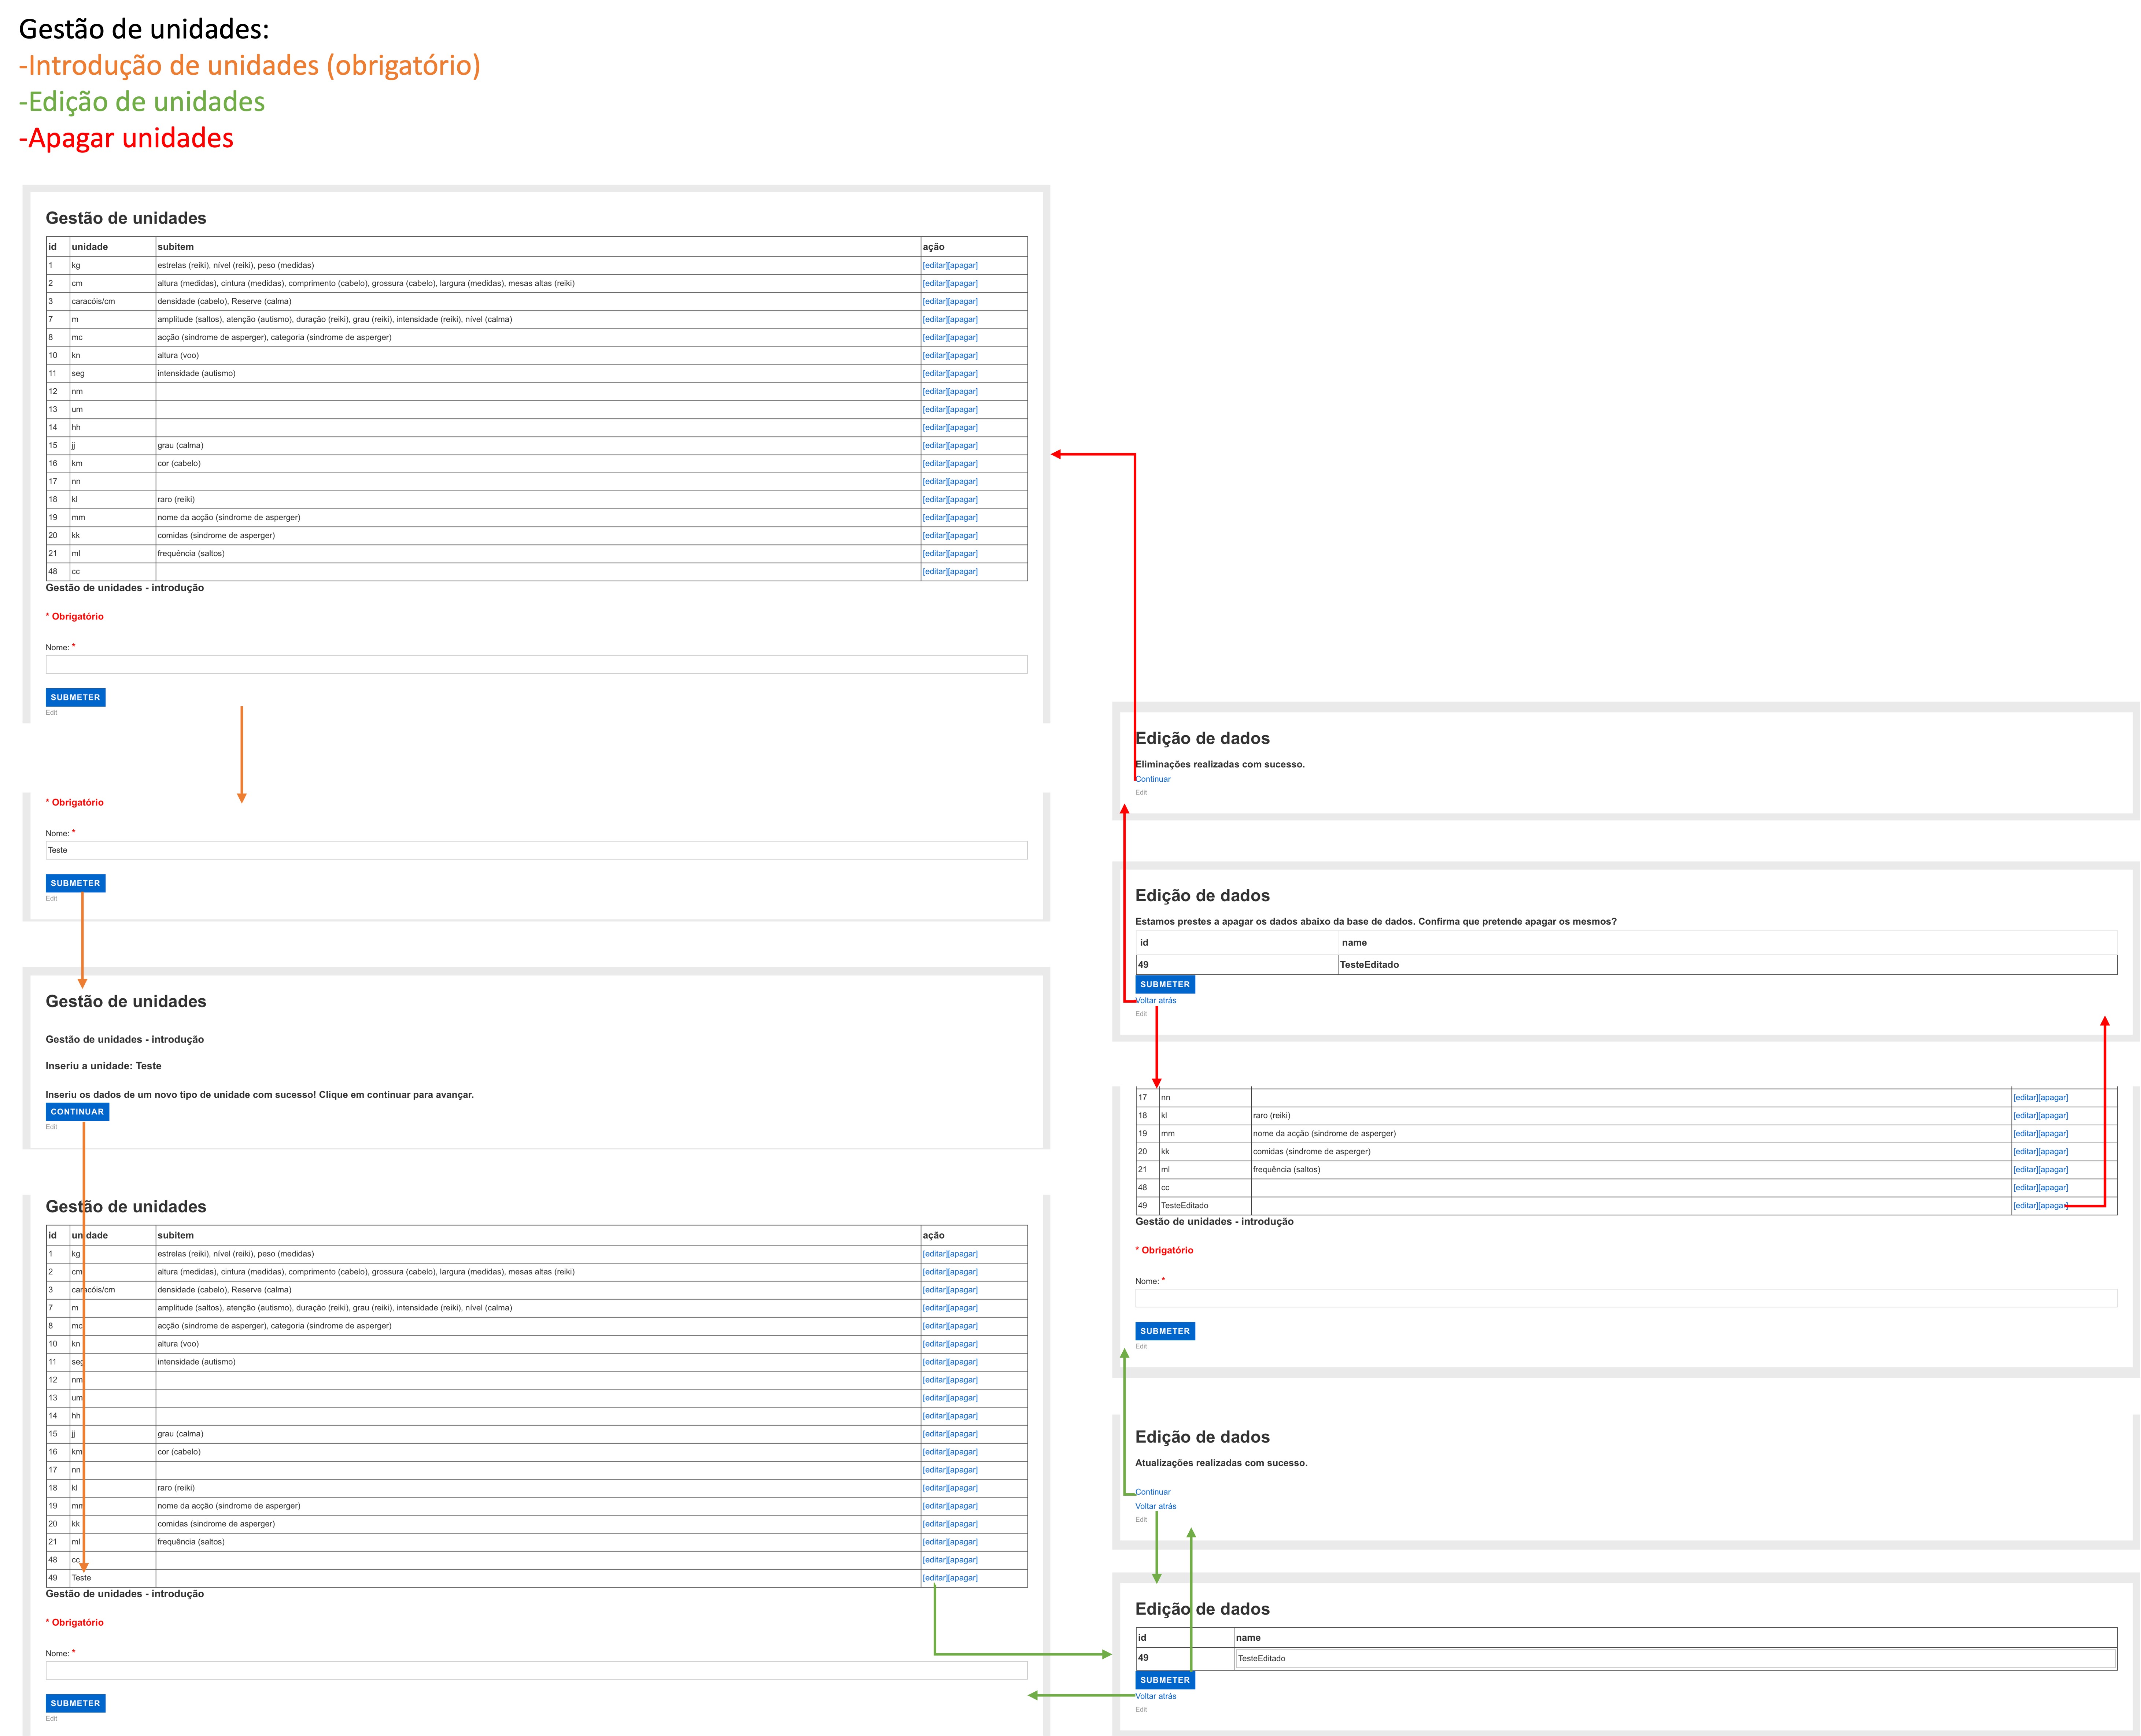 Gestão de unidades:
-Introdução de unidades (obrigatório)
-Edição de unidades
-Apagar unidades
Gestão de unidades
id unidade subitem ação
1 kg estrelas (reiki), nível (reiki), peso (medidas) [editar][apagar]
2 cm altura (medidas), cintura (medidas), comprimento (cabelo), grossura (cabelo), largura (medidas), mesas altas (reiki) [editar][apagar]
3 caracóis/cm densidade (cabelo), Reserve (calma) [editar][apagar]
7 m amplitude (saltos), atenção (autismo), duração (reiki), grau (reiki), intensidade (reiki), nível (calma) [editar][apagar]
8 mc acção (sindrome de asperger), categoria (sindrome de asperger) [editar][apagar]
10 kn altura (voo) [editar][apagar]
11 seg intensidade (autismo) [editar][apagar]
12 nm [editar][apagar]
13 um [editar][apagar]
14 hh [editar][apagar]
15 jj grau (calma) [editar][apagar]
16 km cor (cabelo) [editar][apagar]
17 nn [editar][apagar]
18 kl raro (reiki) [editar][apagar]
19 mm nome da acção (sindrome de asperger) [editar][apagar]
20 kk comidas (sindrome de asperger) [editar][apagar]
21 ml frequência (saltos) [editar][apagar]
48 cc [editar][apagar]
Gestão de unidades - introdução
* Obrigatório
Nome: *
SUBMETER
Edit
* Obrigatório
Nome: *
Teste
SUBMETER
Edit
Gestão de unidades
Gestão de unidades - introdução
Inseriu a unidade: Teste
Inseriu os dados de um novo tipo de unidade com sucesso! Clique em continuar para avançar.
CONTINUAR
Edit
Gestão de unidades
id unidade subitem ação
1 kg estrelas (reiki), nível (reiki), peso (medidas) [editar][apagar]
2 cm altura (medidas), cintura (medidas), comprimento (cabelo), grossura (cabelo), largura (medidas), mesas altas (reiki) [editar][apagar]
3 caracóis/cm densidade (cabelo), Reserve (calma) [editar][apagar]
7 m amplitude (saltos), atenção (autismo), duração (reiki), grau (reiki), intensidade (reiki), nível (calma) [editar][apagar]
8 mc acção (sindrome de asperger), categoria (sindrome de asperger) [editar][apagar]
10 kn altura (voo) [editar][apagar]
11 seg intensidade (autismo) [editar][apagar]
12 nm [editar][apagar]
13 um [editar][apagar]
14 hh [editar][apagar]
15 jj grau (calma) [editar][apagar]
16 km cor (cabelo) [editar][apagar]
17 nn [editar][apagar]
18 kl raro (reiki) [editar][apagar]
19 mm nome da acção (sindrome de asperger) [editar][apagar]
20 kk comidas (sindrome de asperger) [editar][apagar]
21 ml frequência (saltos) [editar][apagar]
48 cc [editar][apagar]
49 Teste [editar][apagar]
Gestão de unidades - introdução
* Obrigatório
Nome: *
SUBMETER
Edit
Edição de dados
Eliminações realizadas com sucesso.
Continuar
Edit
Edição de dados
Estamos prestes a apagar os dados abaixo da base de dados. Confirma que pretende apagar os mesmos?
id name
49 TesteEditado
SUBMETER
Voltar atrás
Edit
17 nn [editar][apagar]
18 kl raro (reiki) [editar][apagar]
19 mm nome da acção (sindrome de asperger) [editar][apagar]
20 kk comidas (sindrome de asperger) [editar][apagar]
21 ml frequência (saltos) [editar][apagar]
48 cc [editar][apagar]
49 TesteEditado [editar][apagar]
Gestão de unidades - introdução
* Obrigatório
Nome: *
SUBMETER
Edit
Edição de dados
Atualizações realizadas com sucesso.
Continuar
Voltar atrás
Edit
Edição de dados
id name
49 TesteEditado
SUBMETER
Voltar atrás
Edit